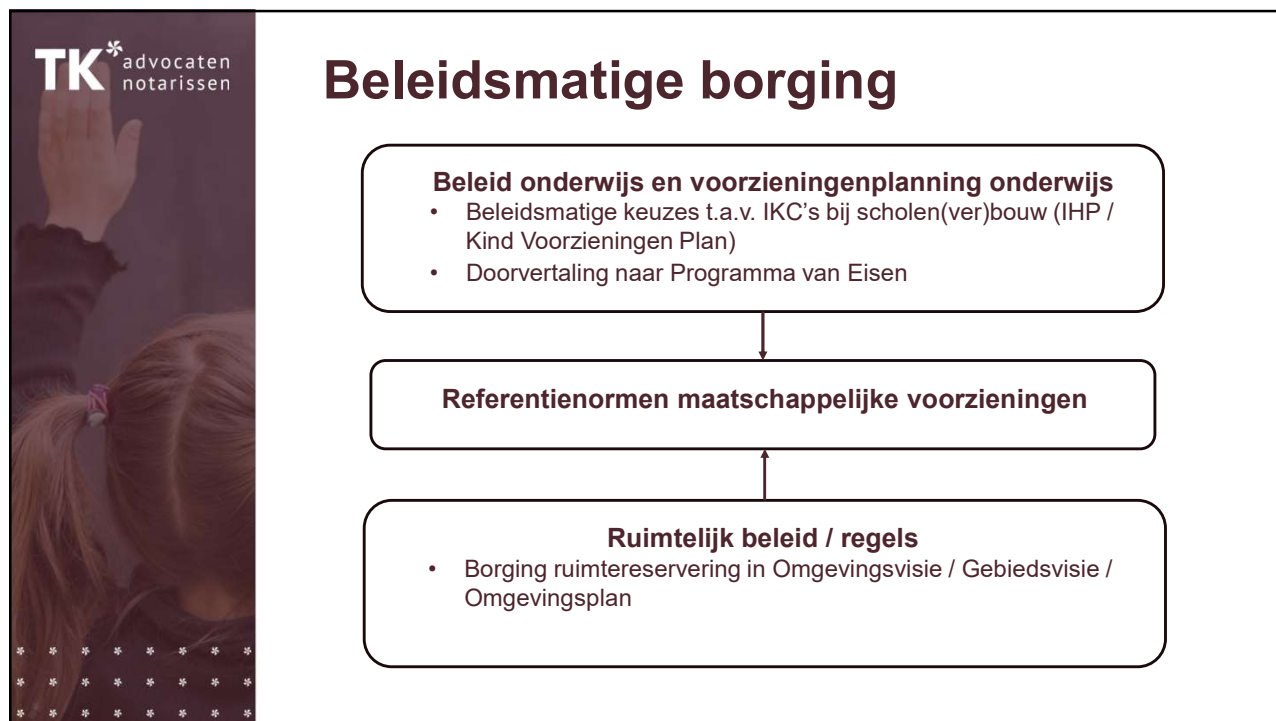 TK* advocaten
notarissen
Beleidsmatige borging
Beleid onderwijs en voorzieningenplanning onderwijs
• Beleidsmatige keuzes t.a.v. IKC’s bij scholen(ver)bouw (IHP /
Kind Voorzieningen Plan)
• Doorvertaling naar Programma van Eisen
Referentienormen maatschappelijke voorzieningen
Ruimtelijk beleid / regels
• Borging ruimtereservering in Omgevingsvisie / Gebiedsvisie /
Omgevingsplan